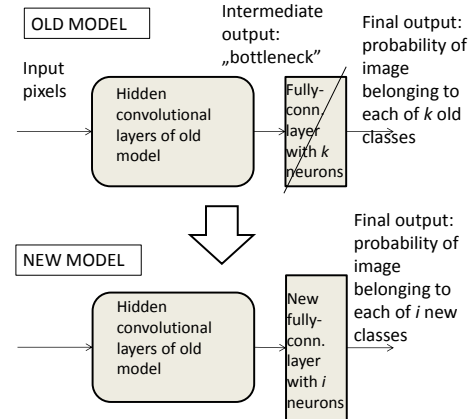 OLD MODEL
Input
pixels
Hidden
convolutional
layers of old
model
Intermediate
output:
„bottleneck”
Fully-
conn.
layer
with k
neurons
Final output:
probability of
image
belonging to
each of k old
classes
NEW MODEL
Hidden
convolutional
layers of old
model
New
fully-
conn.
layer
with i
neurons
Final output:
probability of
image
belonging to
each of i new
classes